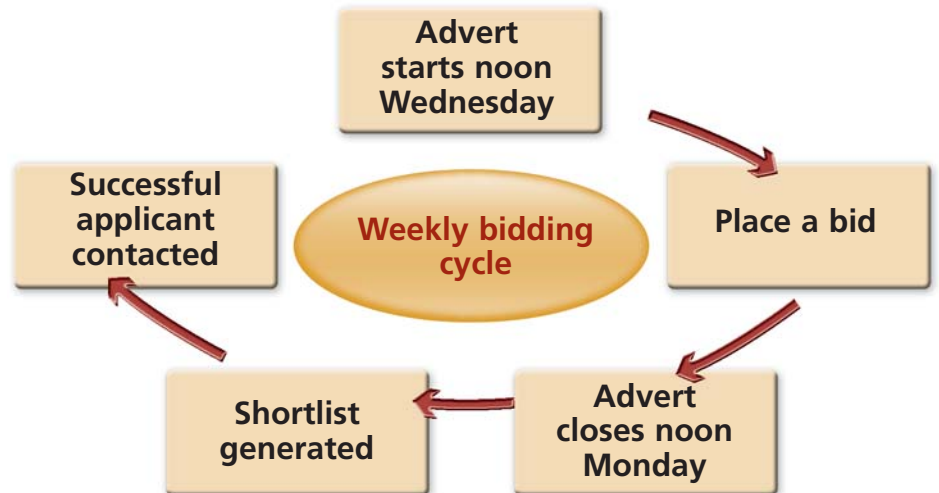 Advert
starts noon
Wednesday
Successful
applicant
contacted
Weekly bidding
cycle
Place a bid
Shortlist
generated
Advert
closes noon
Monday